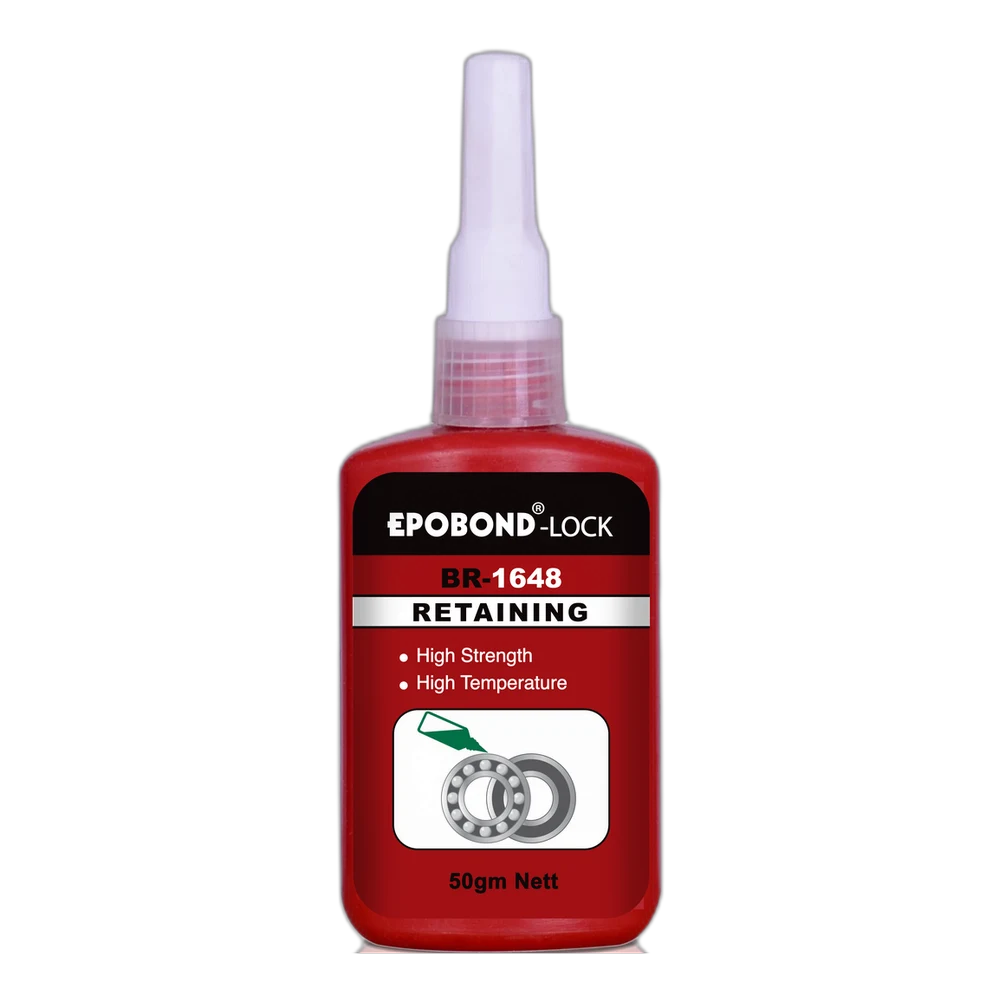 EPOBOND®-LOCK
BR-1648
RETAINING
• High Strength
• High Temperature
50gm Nett